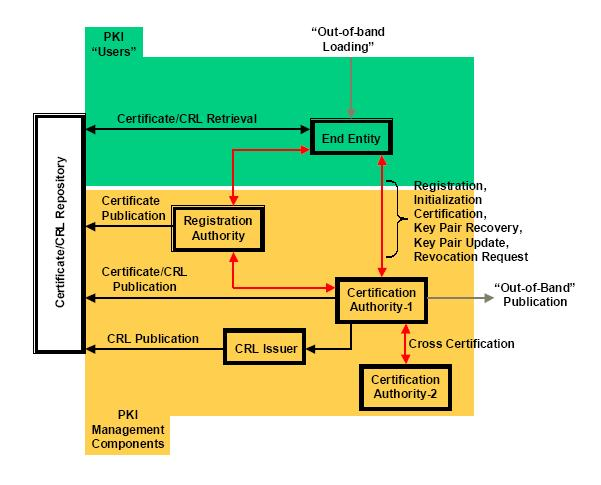 PKI
“Users”
“Out-of-band
Loading”
Certificate/CRL Retrieval
End Entity
Certificate/CRL Repository
Certificate
Publication
Registration
Authority
Registration,
Initialization
Certification,
Key Pair Recovery,
Key Pair Update,
Revocation Request
Certificate/CRL
Publication
Certification
Authority-1
“Out-of-Band”
Publication
CRL Publication
CRL Issuer
Cross Certification
Certification
Authority-2
PKI
Management
Components